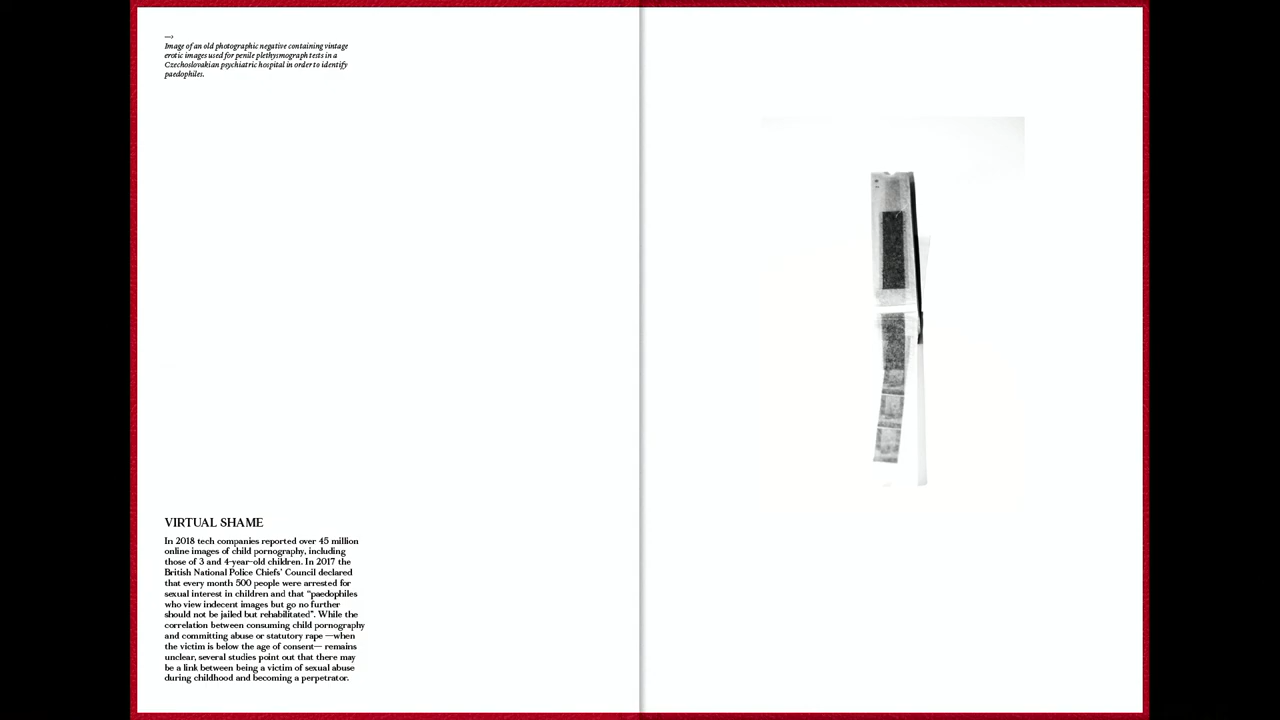 —›
Image of an old photographic negative containing vintage
erotic images used for penile plethysmograph tests in a
Czechoslovakian psychiatric hospital in order to identify
paedophiles.
VIRTUAL SHAME
In 2018 tech companies reported over 45 million
online images of child pornography, including
those of 3 and 4-year-old children. In 2017 the
British National Police Chiefs' Council declared
that every month 500 people were arrested for
sexual interest in children and that "paedophiles
who view indecent images but go no further
should not be jailed but rehabilitated". While the
correlation between consuming child pornography
and committing abuse or statutory rape —when
the victim is below the age of consent— remains
unclear, several studies point out that there may
be a link between being a victim of sexual abuse
during childhood and becoming a perpetrator.